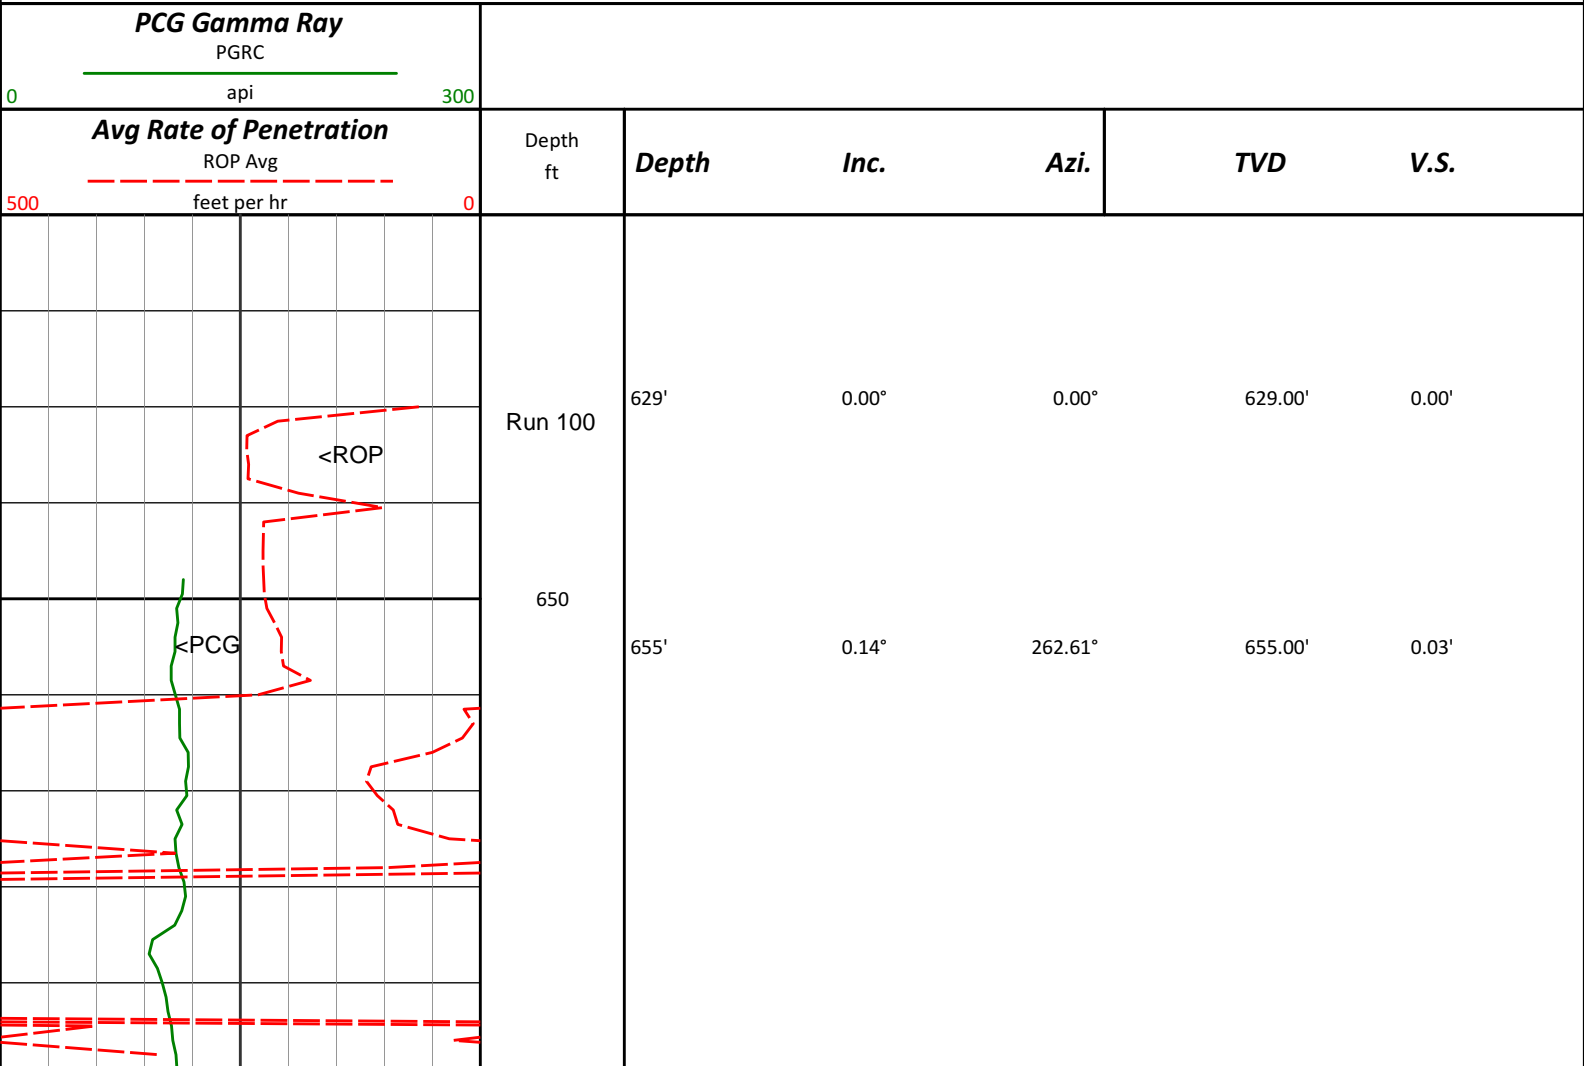 PCG Gamma Ray
PGRC
0 api 300
Avg Rate of Penetration
ROP Avg
500 feet per hr 0
Depth
ft
Depth Inc. Azi. TVD V.S.
629' 0.00° 0.00° 629.00' 0.00'
Run 100
<ROP
650
<PCG
655' 0.14° 262.61° 655.00' 0.03'